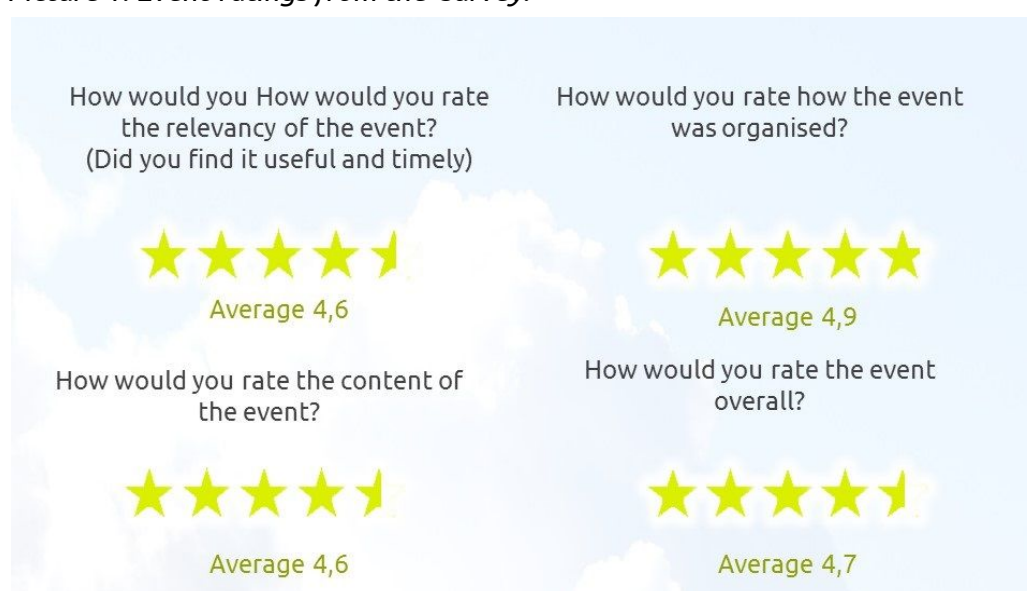 How would you How would you rate
the relevancy of the event?
(Did you find it useful and timely)
Average 4,6
How would you rate how the event
was organised?
Average 4,9
How would you rate the content of
the event?
Average 4,6
How would you rate the event
overall?
Average 4,7